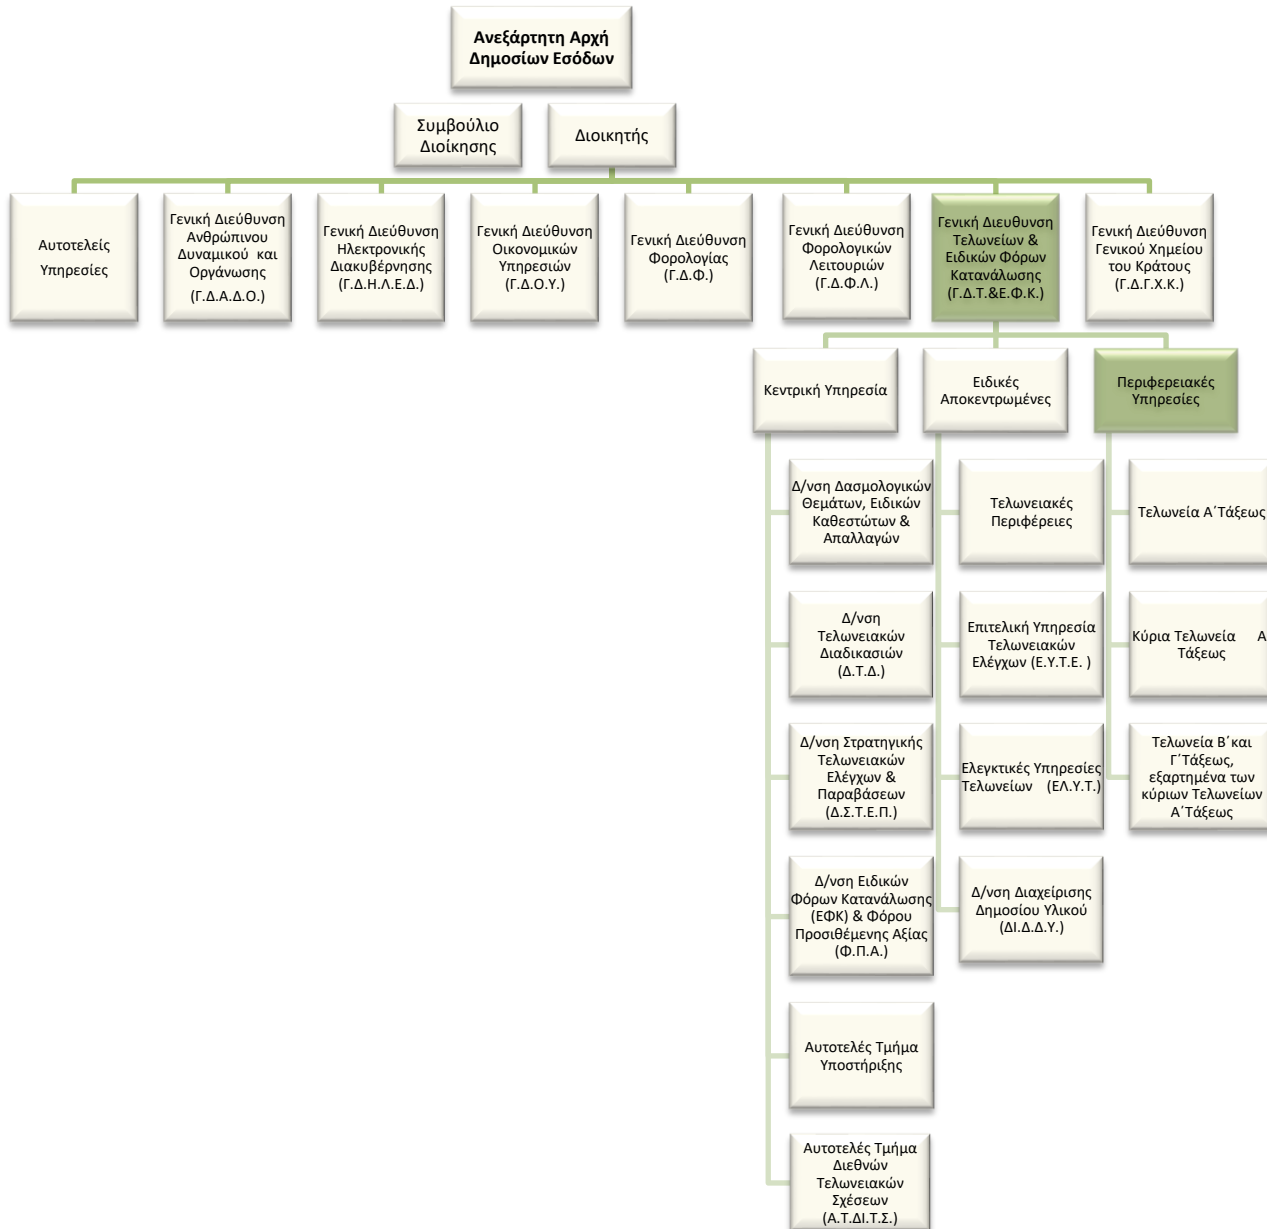 Ανεξάρτητη Αρχή
Δημοσίων Εσόδων
Συμβούλιο
Διοίκησης
Διοικητής
Αυτοτελείς
Υπηρεσίες
Γενική Διεύθυνση
Ανθρώπινου
Δυναμικού και
Οργάνωσης
(Γ.Δ.Α.Δ.Ο.)
Γενική Διεύθυνση
Ηλεκτρονικής
Διακυβέρνησης
(Γ.Δ.Η.Λ.Ε.Δ.)
Γενική Διεύθυνση
Οικονομικών
Υπηρεσιών
(Γ.Δ.Ο.Υ.)
Γενική Διεύθυνση
Φορολογίας
(Γ.Δ.Φ.)
Γενική Διεύθυνση
Φορολογικών
Λειτουριών
(Γ.Δ.Φ.Λ.)
Γενική Διευθυνση
Τελωνείων &
Ειδικών Φόρων
Κατανάλωσης
(Γ.Δ.Τ.&Ε.Φ.Κ.)
Γενική Διεύθυνση
Γενικού Χημείου
του Κράτους
(Γ.Δ.Γ.Χ.Κ.)
Κεντρική Υπηρεσία
Ειδικές
Αποκεντρωμένες
Περιφερειακές
Υπηρεσίες
Δ/νση Δασμολογικών
Θεμάτων, Ειδικών
Καθεστώτων &
Απαλλαγών
Δ/νση
Τελωνειακών
Διαδικασιών
(Δ.Τ.Δ.)
Δ/νση Στρατηγικής
Τελωνειακών
Ελέγχων &
Παραβάσεων
(Δ.Σ.Τ.Ε.Π.)
Δ/νση Ειδικών
Φόρων Κατανάλωσης
(ΕΦΚ) & Φόρου
Προσιθέμενης Αξίας
(Φ.Π.Α.)
Αυτοτελές Τμήμα
Υποστήριξης
Αυτοτελές Τμήμα
Διεθνών
Τελωνειακών
Σχέσεων
(Α.Τ.ΔΙ.Τ.Σ.)
Τελωνειακές
Περιφέρειες
Επιτελική Υπηρεσία
Τελωνειακών
Ελέγχων (Ε.Υ.Τ.Ε. )
Ελεγκτικές Υπηρεσίες
Τελωνείων (ΕΛ.Υ.Τ.)
Δ/νση Διαχείρισης
Δημοσίου Υλικού
(ΔΙ.Δ.Δ.Υ.)
Τελωνεία Α΄Τάξεως
Κύρια Τελωνεία Α
Τάξεως
Τελωνεία Β΄και
Γ΄Τάξεως,
εξαρτημένα των
κύριων Τελωνείων
Α΄Τάξεως